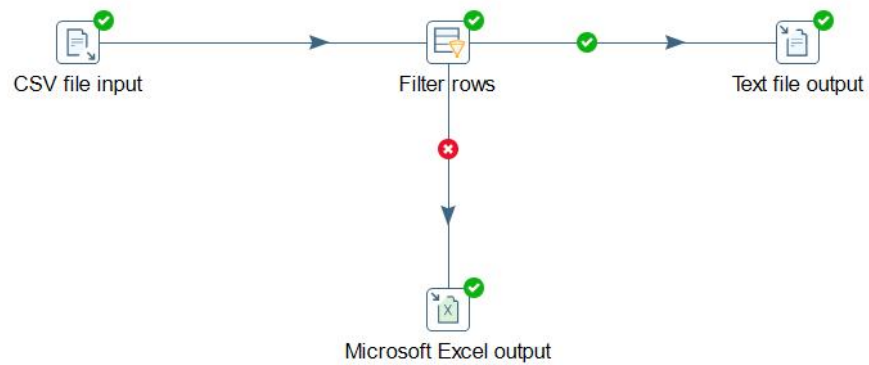 CSV file input
Filter rows
Text file output
Microsoft Excel output